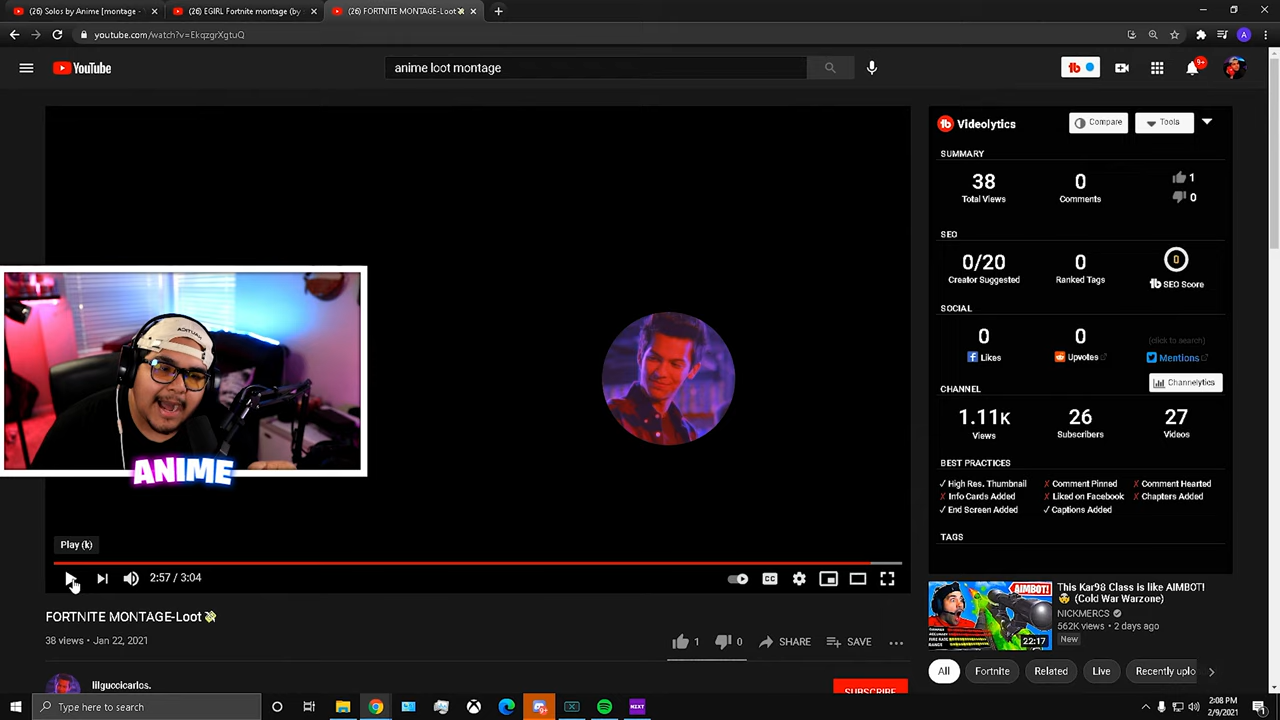 (26) Solos by Anime [montage -
(26) EGIRL Fortnite montage (by
(26) FORTNITE MONTAGE-Loot
youtube.com/watch?v=EkqzgrXgtuQ
A
YouTube
anime loot montage
9+
Videolytics
Compare
Tools
SUMMARY
38
0
1
Total Views
Comments
0
SEO
0/20
0
0
Creator Suggested
Ranked Tags
SEO Score
SOCIAL
0
0
(click to search)
Likes
Upvotes
Mentions
CHANNEL
Channelytics
1.11K
26
27
Views
Subscribers
Videos
BEST PRACTICES
✓ High Res. Thumbnail
✗ Comment Pinned
✗ Comment Hearted
✗ Info Cards Added
✗ Liked on Facebook
✗ Chapters Added
✓ End Screen Added
✓ Captions Added
TAGS
ANIME
Play (k)
2:57 / 3:04
CC
FORTNITE MONTAGE-Loot💸
38 views • Jan 22, 2021
1
0
SHARE
SAVE
lilguccicarlos.
SUBSCRIBE
AIMBOT!
22:17
This Kar98 Class is like AIMBOT!
(Cold War Warzone)
NICKMERCS
562K views • 2 days ago
New
All
Fortnite
Related
Live
Recently uplo
Type here to search
NEXT
2:08 PM
2/9/2021